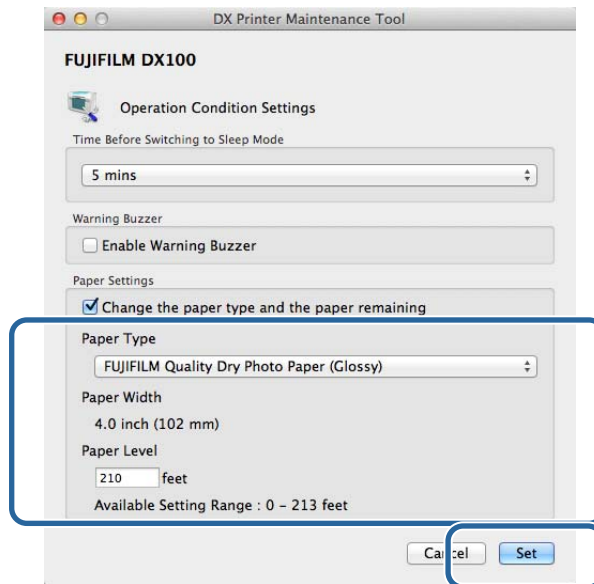 DX Printer Maintenance Tool
FUJIFILM DX100
Operation Condition Settings
Time Before Switching to Sleep Mode
5 mins
Warning Buzzer
Enable Warning Buzzer
Paper Settings
Change the paper type and the paper remaining
Paper Type
FUJIFILM Quality Dry Photo Paper (Glossy)
Paper Width
4.0 inch (102 mm)
Paper Level
210 feet
Available Setting Range : 0 – 213 feet
Cancel Set